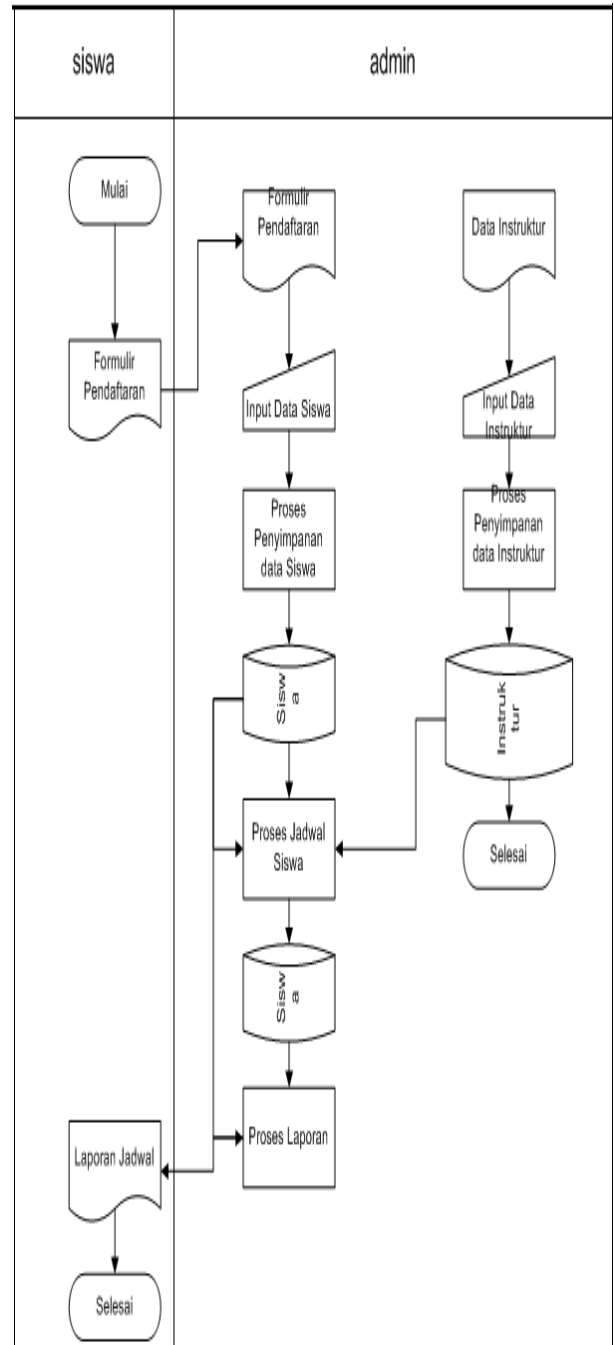 siswa
admin
Mulai
Formulir
Pendaftaran
Formulir
Pendaftaran
Data Instruktur
Input Data Siswa
Input Data
Instruktur
Proses
Penyimpanan
data Siswa
Proses
Penyimpanan
data Instruktur
Sisw
a
Instruk
tur
Proses Jadwal
Siswa
Selesai
Sisw
a
Proses Laporan
Laporan Jadwal
Selesai